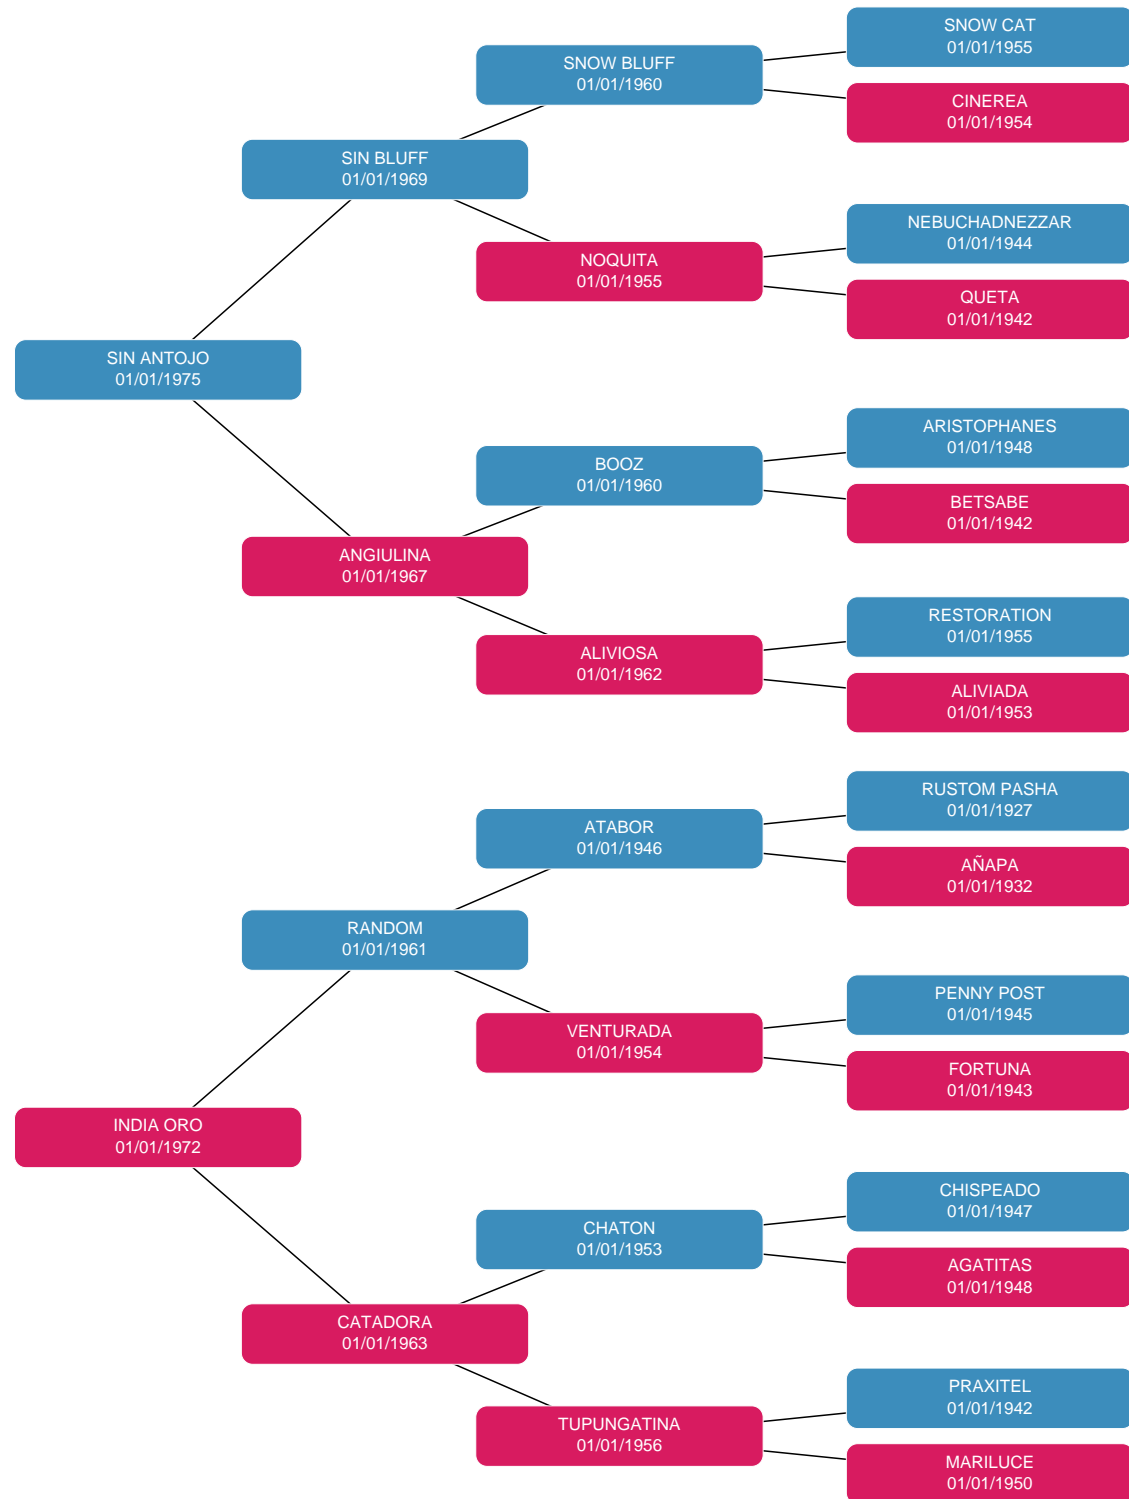 SNOW CAT
01/01/1955
SNOW BLUFF
01/01/1960
CINEREA
01/01/1954
SIN BLUFF
01/01/1969
NEBUCHADNEZZAR
01/01/1944
NOQUITA
01/01/1955
QUETA
01/01/1942
SIN ANTOJO
01/01/1975
ARISTOPHANES
01/01/1948
BOOZ
01/01/1960
BETSABE
01/01/1942
ANGIULINA
01/01/1967
RESTORATION
01/01/1955
ALIVIOSA
01/01/1962
ALIVIADA
01/01/1953
RUSTOM PASHA
01/01/1927
ATABOR
01/01/1946
AÑAPA
01/01/1932
RANDOM
01/01/1961
PENNY POST
01/01/1945
VENTURADA
01/01/1954
FORTUNA
01/01/1943
INDIA ORO
01/01/1972
CHISPEADO
01/01/1947
CHATON
01/01/1953
AGATITAS
01/01/1948
CATADORA
01/01/1963
PRAXITEL
01/01/1942
TUPUNGATINA
01/01/1956
MARILUCE
01/01/1950